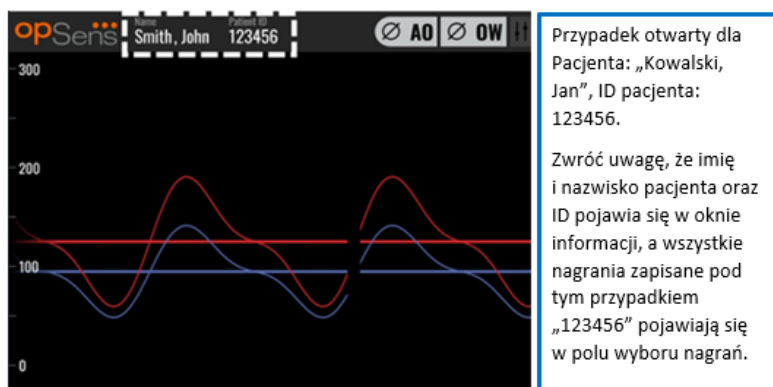 opSens
Name
Patient ID
Smith, John
123456
Ø AO
Ø OW
300
200
100
0
Przypadek otwarty dla
Pacjenta: „Kowalski,
Jan”, ID pacjenta:
123456.
Zwróć uwagę, że imię
i nazwisko pacjenta oraz
ID pojawia się w oknie
informacji, a wszystkie
nagrania zapisane pod
tym przypadkiem
„123456” pojawiają się
w polu wyboru nagrań.